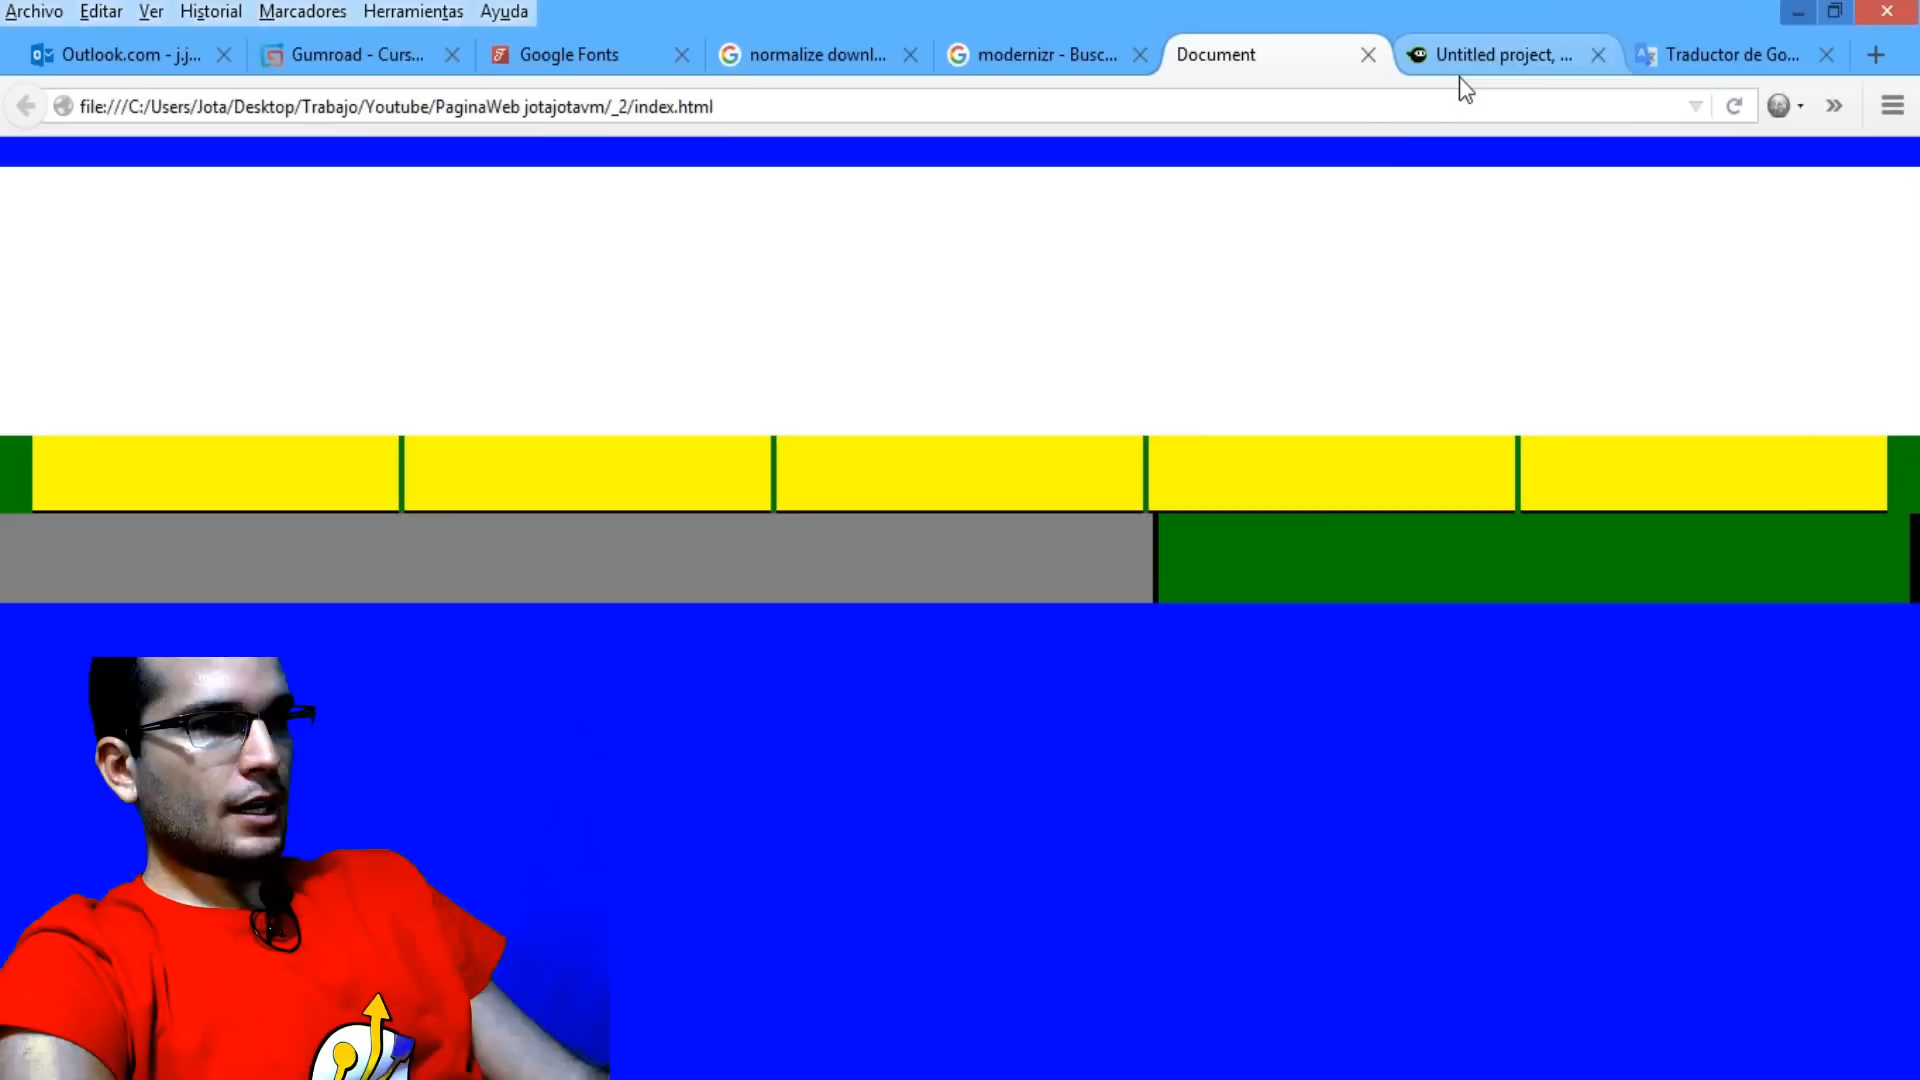 Archivo Editar Ver Historial Marcadores Herramientas Ayuda
Outlook.com - j.j... Gumroad - Curs... Google Fonts normalize downl... modernizr - Busc... Document Untitled project, ... Traductor de Go...
file:///C:/Users/Jota/Desktop/Trabajo/Youtube/PaginaWeb jotajotavm/_2/index.html